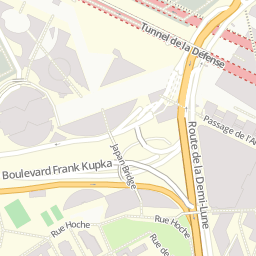 Tunnel de la Défense
Passage de l'A
Route de la Demi-Lune
Japan Bridge
Boulevard Frank Kupka
Rue Hoche
Rue Hoche
Rue de